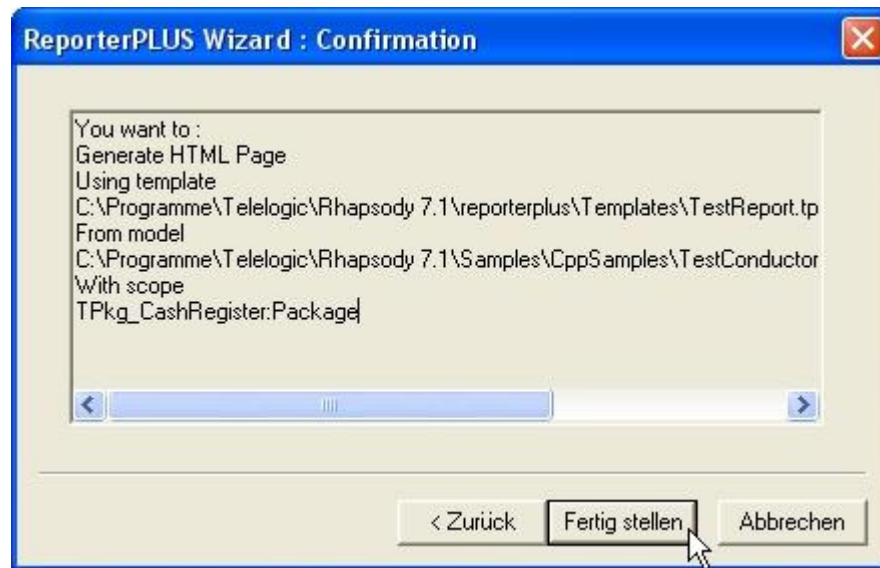 ReporterPLUS Wizard : Confirmation
You want to :
Generate HTML Page
Using template
C:\Programme\Telelogic\Rhapsody 7.1\reporterplus\Templates\TestReport.tp
From model
C:\Programme\Telelogic\Rhapsody 7.1\Samples\CppSamples\TestConductor
With scope
TPkg_CashRegister:Package
< Zurück Fertig stellen Abbrechen